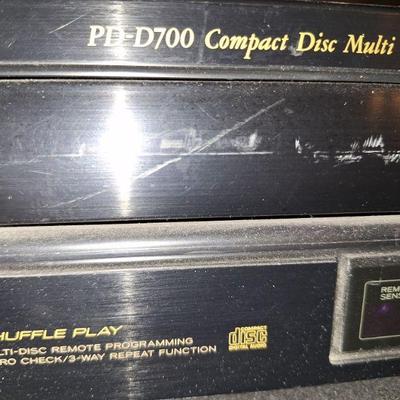 PD-D700 Compact Disc Multi
HUFFLE PLAY
LTI-DISC REMOTE PROGRAMMING
RO CHECK/3-WAY REPEAT FUNCTION
COMPACT
disc
DIGITAL AUDIO
REM
SENS